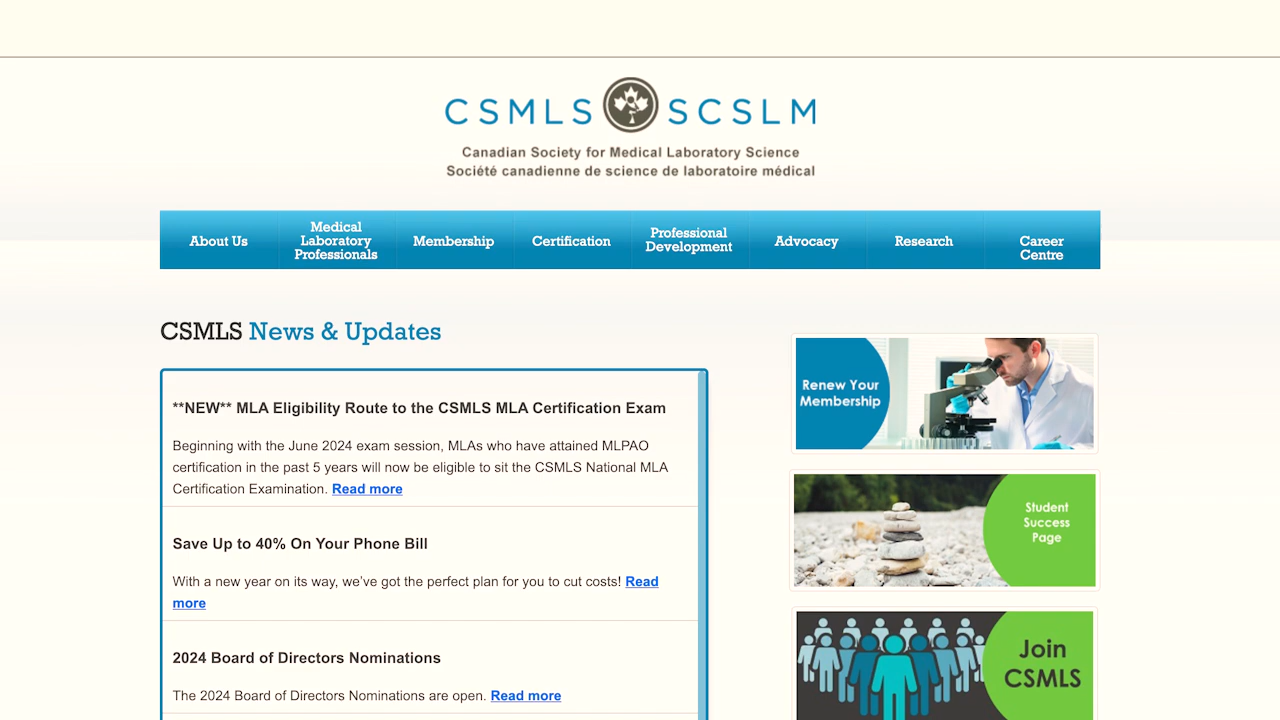 CSMLS SCSLM
Canadian Society for Medical Laboratory Science
Société canadienne de science de laboratoire médical
About Us
Medical
Laboratory
Professionals
Membership
Certification
Professional
Development
Advocacy
Research
Career
Centre
CSMLS News & Updates
**NEW** MLA Eligibility Route to the CSMLS MLA Certification Exam
Beginning with the June 2024 exam session, MLAs who have attained MLPAO
certification in the past 5 years will now be eligible to sit the CSMLS National MLA
Certification Examination. Read more
Save Up to 40% On Your Phone Bill
With a new year on its way, we've got the perfect plan for you to cut costs! Read
more
2024 Board of Directors Nominations
The 2024 Board of Directors Nominations are open. Read more
Renew Your
Membership
Student
Success
Page
Join
CSMLS